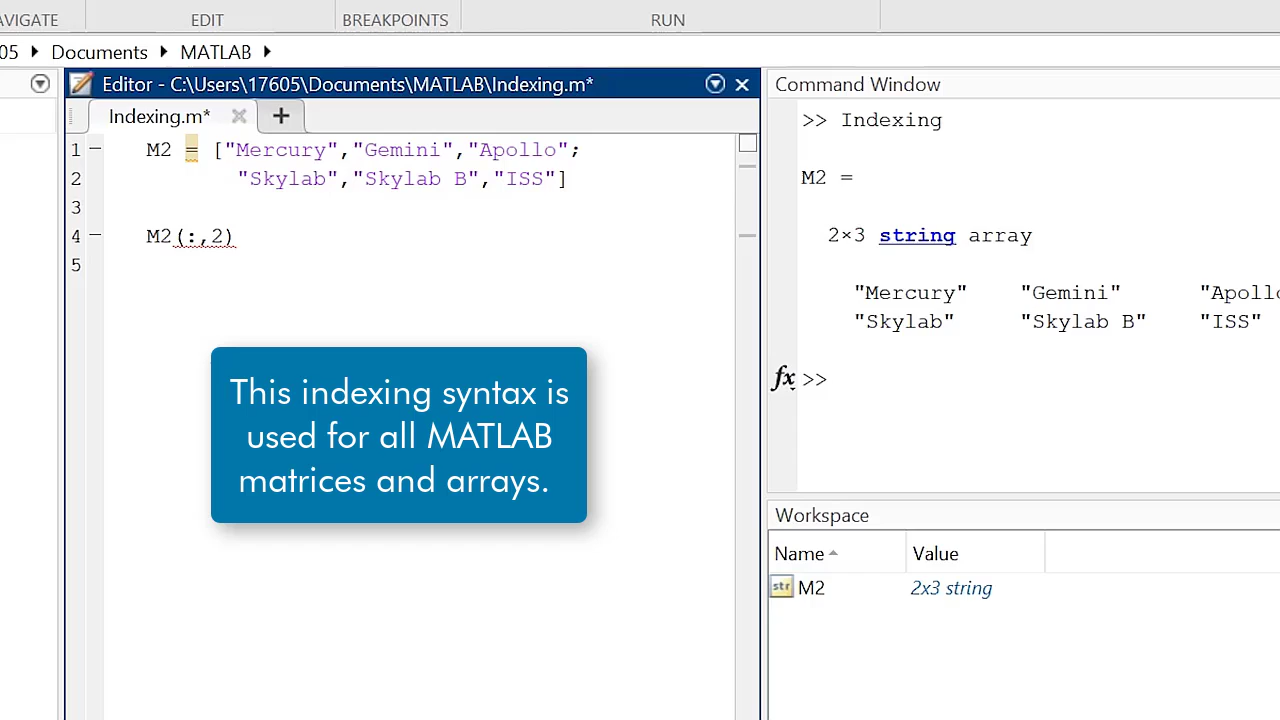 AVIGATE EDIT BREAKPOINTS RUN
05 Documents MATLAB
Editor - C:\Users\17605\Documents\MATLAB\Indexing.m*
Indexing.m*
1 M2 = ["Mercury","Gemini","Apollo";
2 "Skylab","Skylab B","ISS"]
3
4 M2(:,2)
5
This indexing syntax is
used for all MATLAB
matrices and arrays.
Command Window
>> Indexing
M2 =
2×3 string array
"Mercury" "Gemini" "Apollo
"Skylab" "Skylab B" "ISS"
fx >>
Workspace
Name Value
str M2 2x3 string